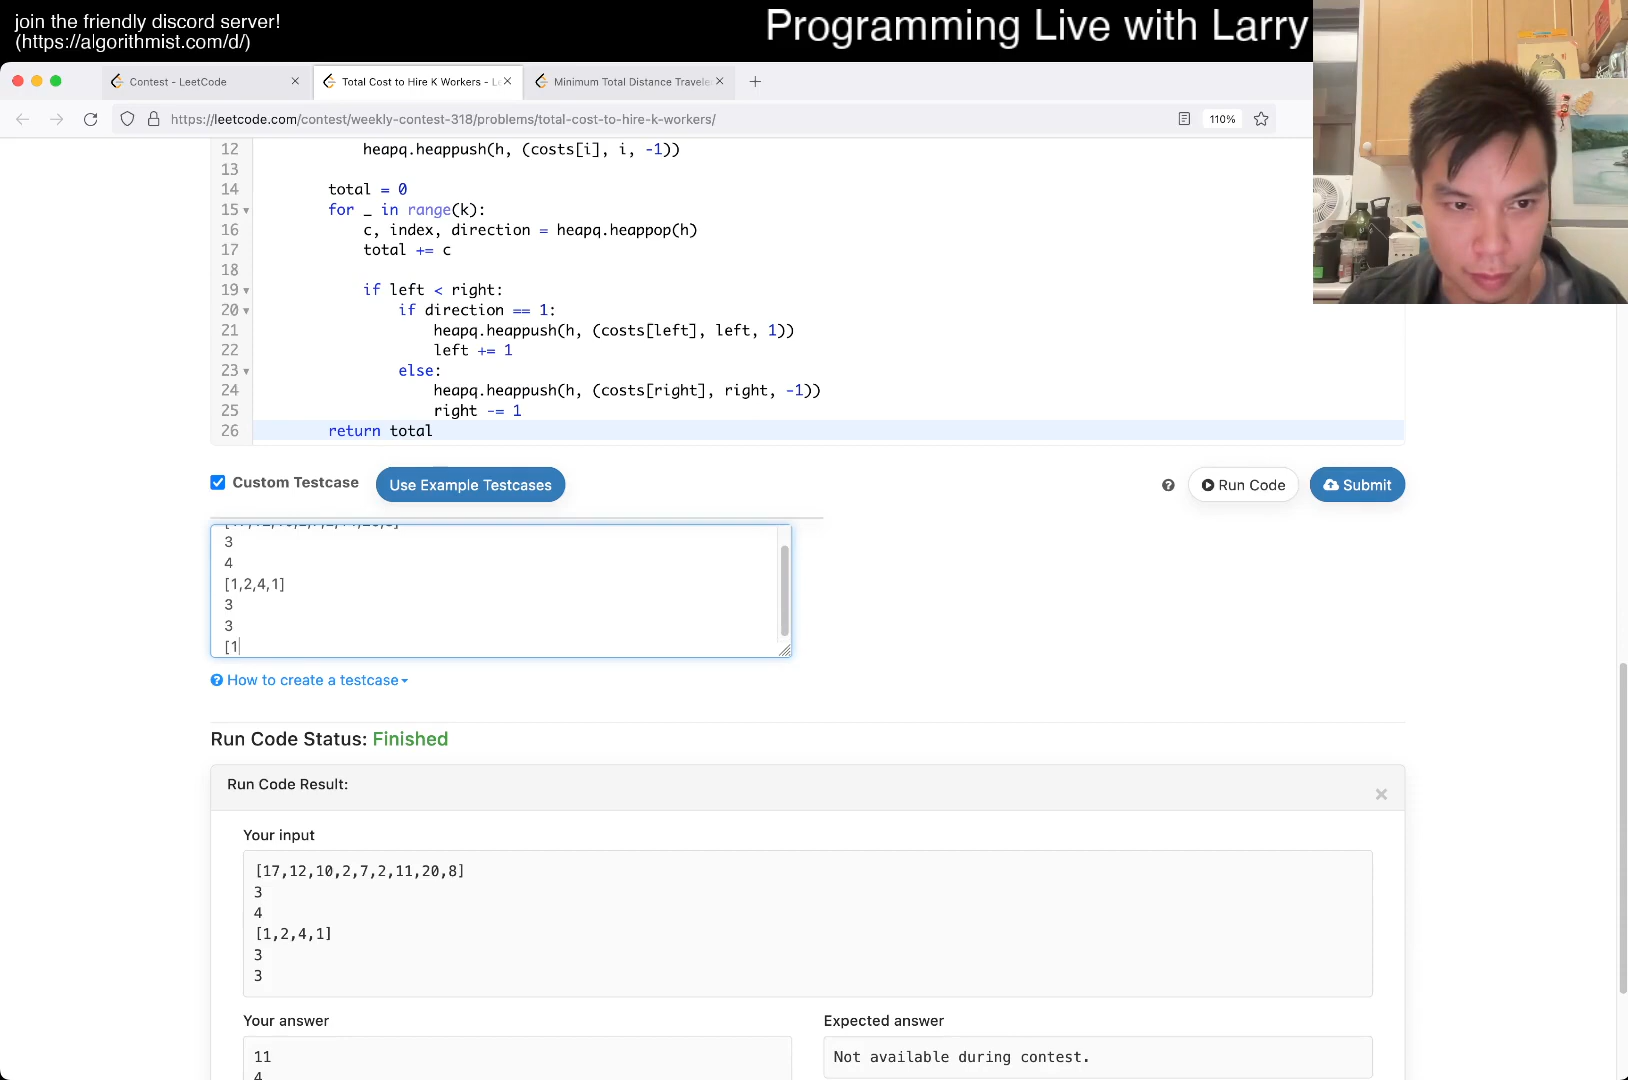 join the friendly discord server!
(https://algorithmist.com/d/)
Programming Live with Larry
Contest - LeetCode
Total Cost to Hire K Workers - Le
Minimum Total Distance Travele
https://leetcode.com/contest/weekly-contest-318/problems/total-cost-to-hire-k-workers/
110%
12 heapq.heappush(h, (costs[i], i, -1))
13
14 total = 0
15 for _ in range(k):
16 c, index, direction = heapq.heappop(h)
17 total += c
18
19 if left < right:
20 if direction == 1:
21 heapq.heappush(h, (costs[left], left, 1))
22 left += 1
23 else:
24 heapq.heappush(h, (costs[right], right, -1))
25 right -= 1
26 return total
Custom Testcase
Use Example Testcases
Run Code
Submit
3
4
[1,2,4,1]
3
3
[1
How to create a testcase
Run Code Status: Finished
Run Code Result:
Your input
[17,12,10,2,7,2,11,20,8]
3
4
[1,2,4,1]
3
3
Your answer
Expected answer
11
Not available during contest.
4